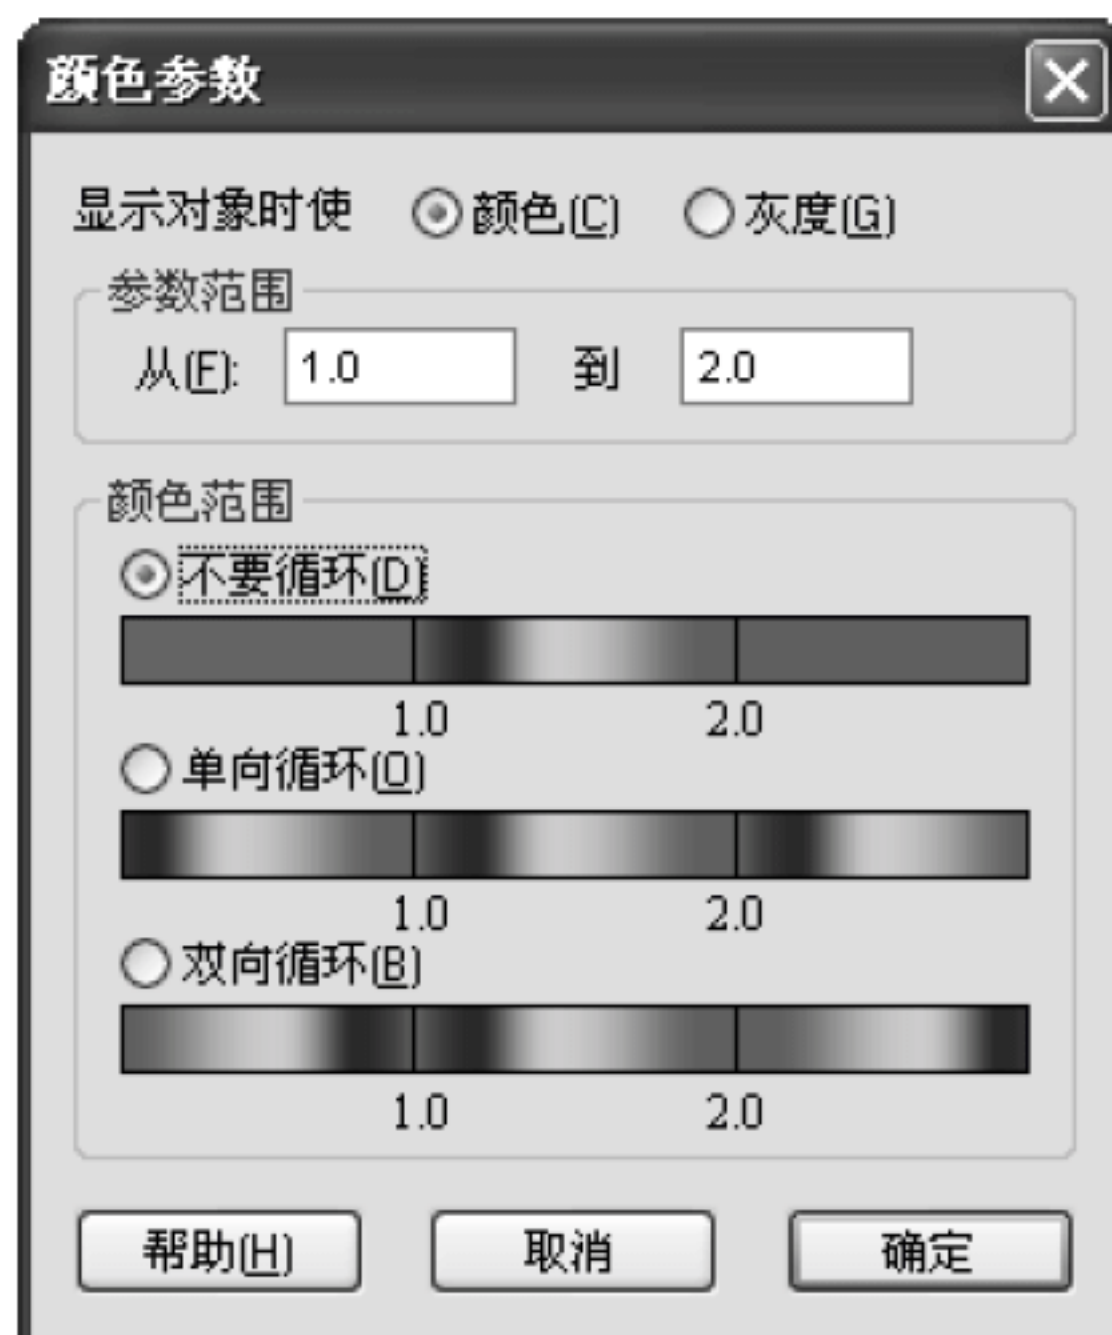 颜色参数
显示对象时使 颜色(C) 灰度(G)
参数范围
从(F): 1.0 到 2.0
颜色范围
不要循环(D)
1.0 2.0
单向循环(O)
1.0 2.0
双向循环(B)
1.0 2.0
帮助(H) 取消 确定